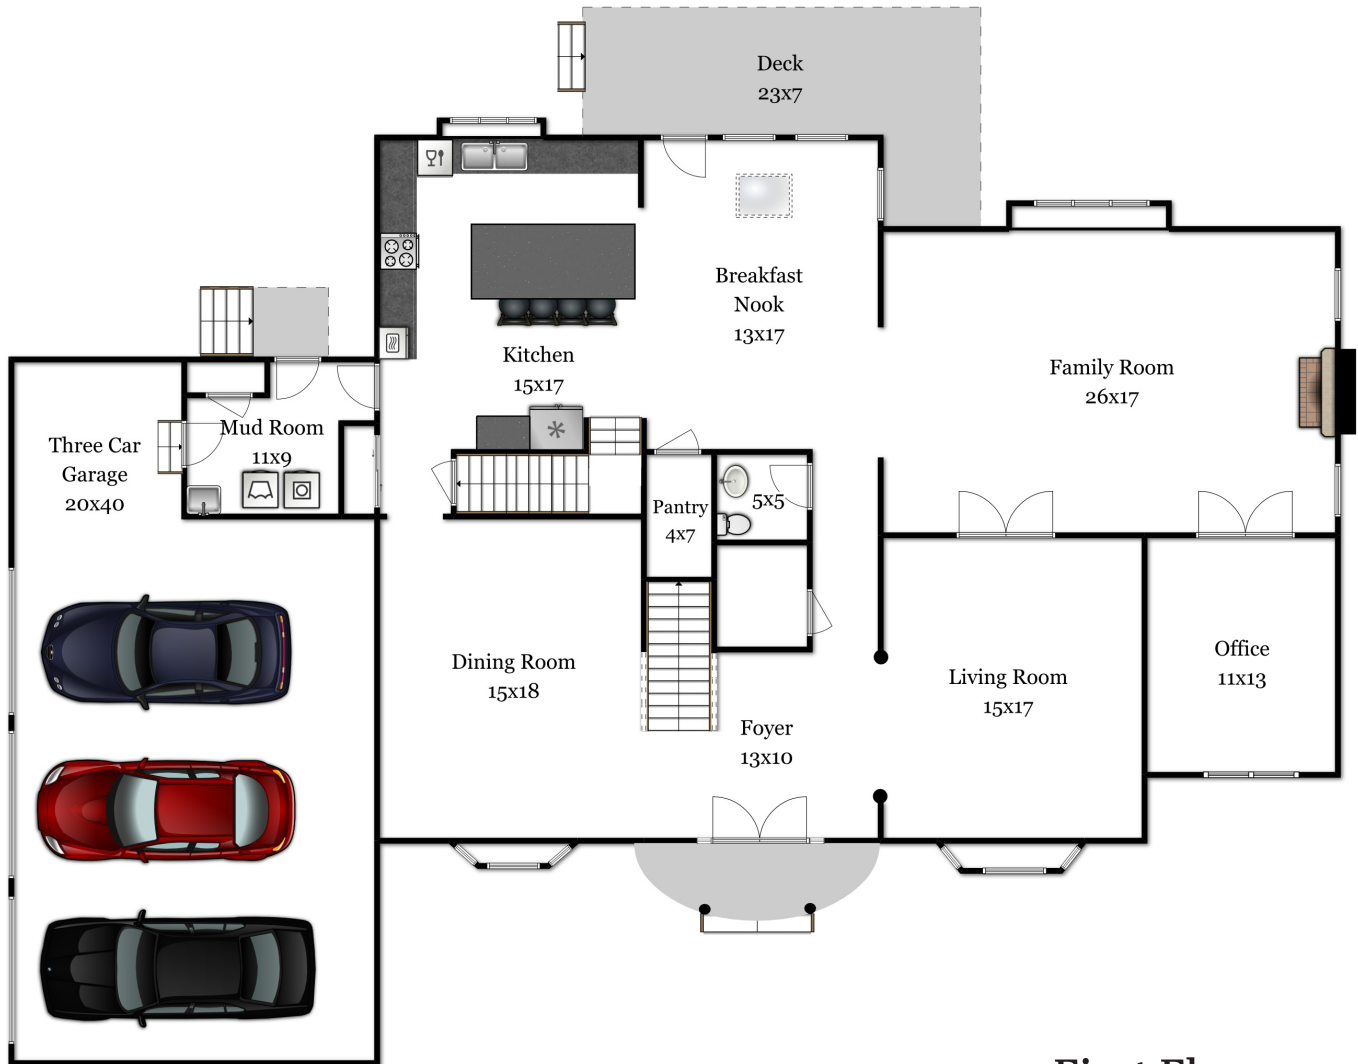 Deck
23x7
Breakfast
Nook
13x17
Kitchen
15x17
Family Room
26x17
Mud Room
11x9
Three Car
Garage
20x40
Pantry
4x7
5x5
Dining Room
15x18
Living Room
15x17
Office
11x13
Foyer
13x10